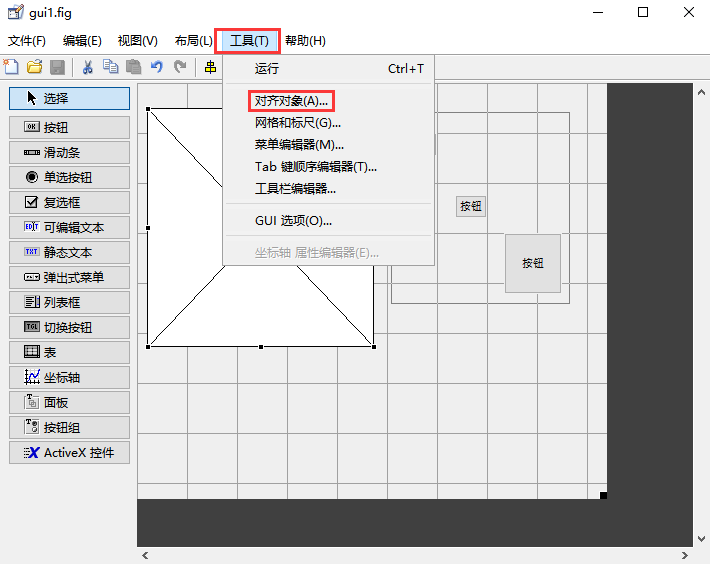 gui1.fig
文件(F) 编辑(E) 视图(V) 布局(L) 工具(T) 帮助(H)
运行 Ctrl+T
对齐对象(A)...
网格和标尺(G)...
菜单编辑器(M)...
Tab 键顺序编辑器(T)...
工具栏编辑器...
GUI 选项(O)...
坐标轴 属性编辑器(E)...
选择
OK 按钮
滑动条
单选按钮
复选框
EDIT 可编辑文本
TXT 静态文本
弹出式菜单
列表框
TGL 切换按钮
表
坐标轴
面板
按钮组
ActiveX 控件
按钮
按钮